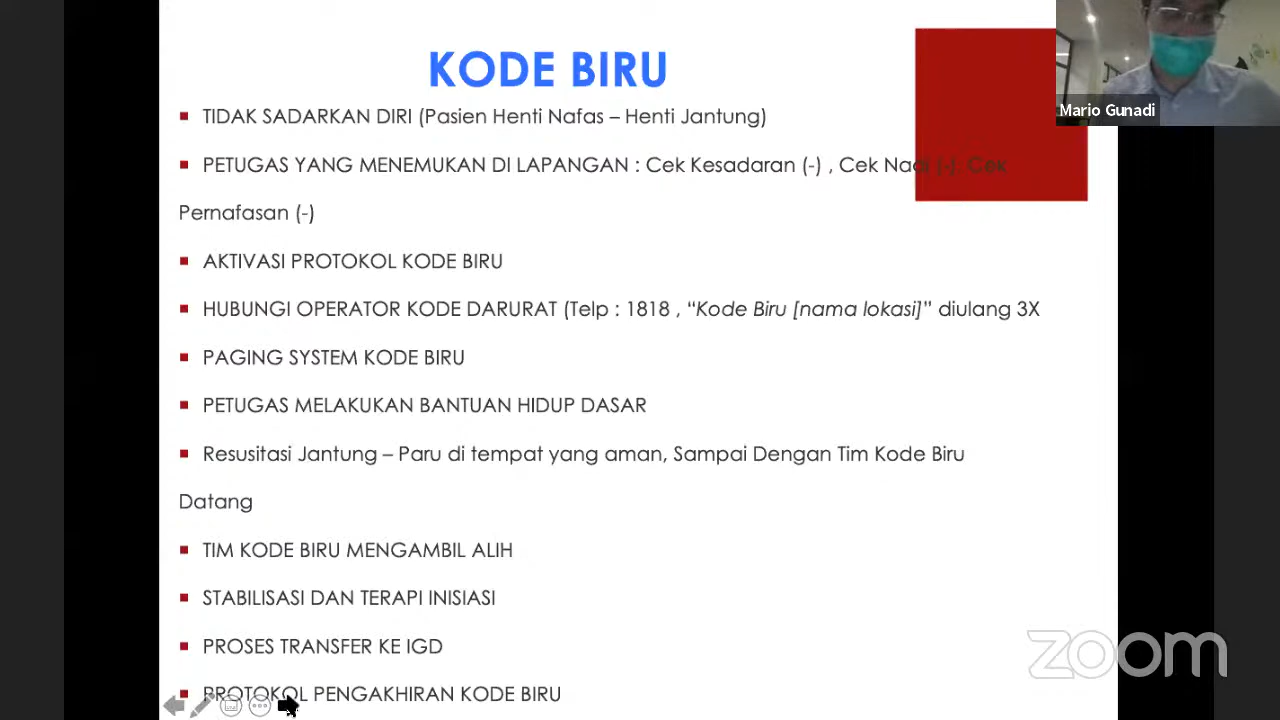 KODE BIRU
Mario Gunadi
▪ TIDAK SADARKAN DIRI (Pasien Henti Nafas – Henti Jantung)
▪ PETUGAS YANG MENEMUKAN DI LAPANGAN : Cek Kesadaran (-) , Cek Nadi (-), Cek
Pernafasan (-)
▪ AKTIVASI PROTOKOL KODE BIRU
▪ HUBUNGI OPERATOR KODE DARURAT (Telp : 1818 , “Kode Biru [nama lokasi]” diulang 3X
▪ PAGING SYSTEM KODE BIRU
▪ PETUGAS MELAKUKAN BANTUAN HIDUP DASAR
▪ Resusitasi Jantung – Paru di tempat yang aman, Sampai Dengan Tim Kode Biru
Datang
▪ TIM KODE BIRU MENGAMBIL ALIH
▪ STABILISASI DAN TERAPI INISIASI
▪ PROSES TRANSFER KE IGD
▪ PROTOKOL PENGAKHIRAN KODE BIRU
zoom